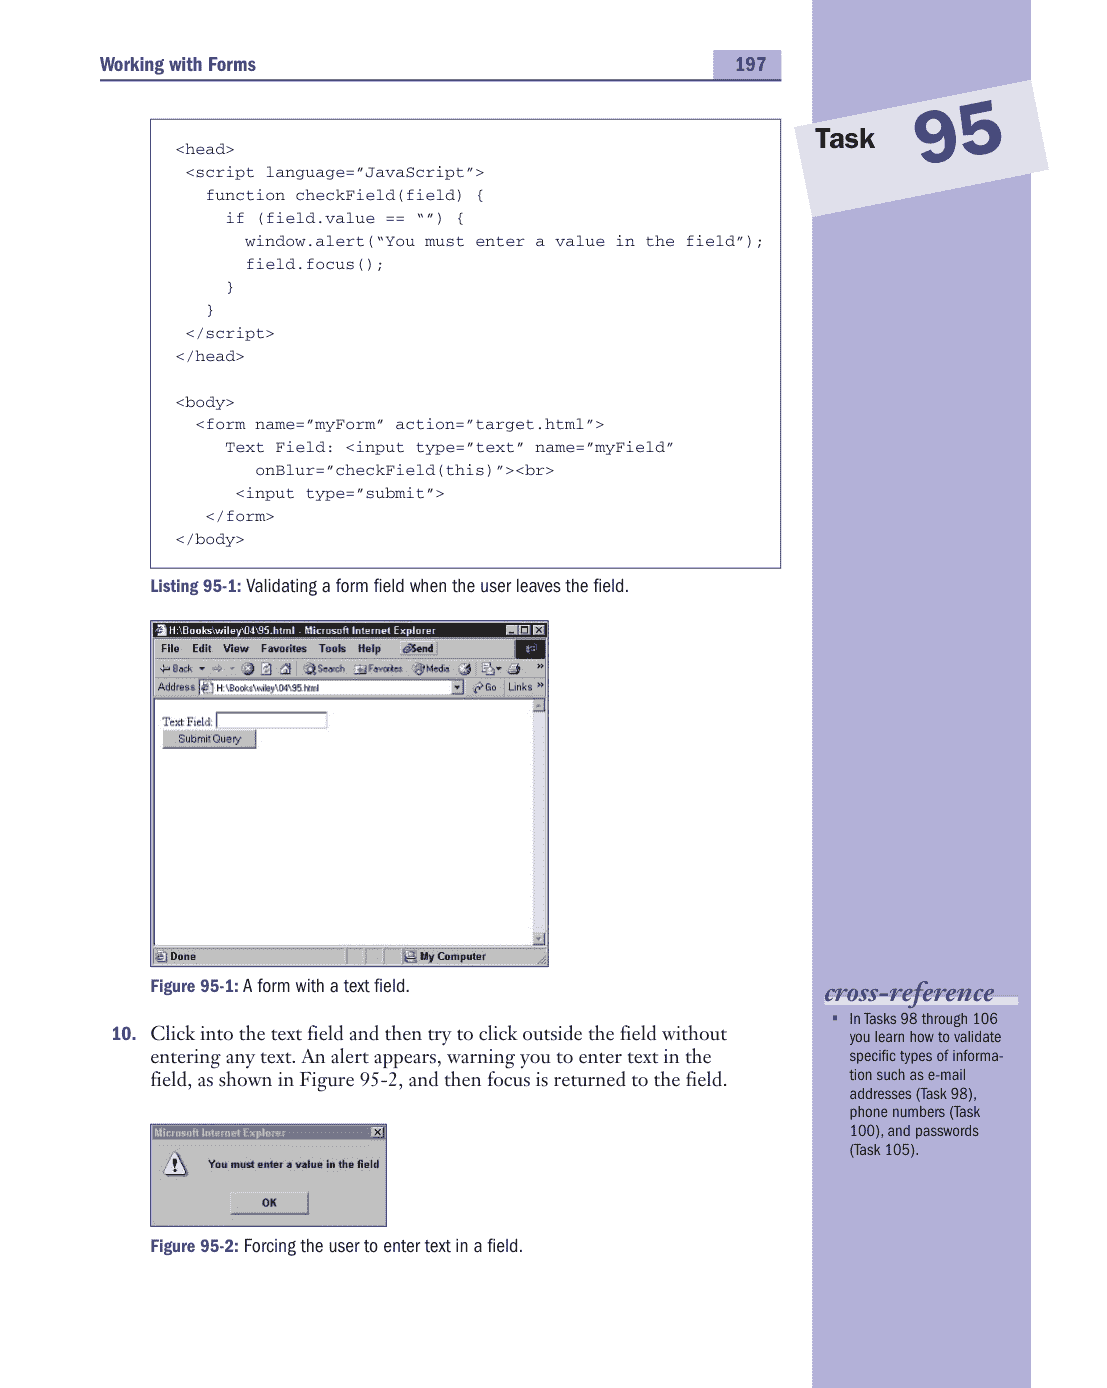 Working with Forms 197
Task 95
<head>
<script language="JavaScript">
function checkField(field) {
if (field.value == “”) {
window.alert(“You must enter a value in the field”);
field.focus();
}
}
</script>
</head>
<body>
<form name=”myForm” action=”target.html”>
Text Field: <input type=”text” name=”myField”
onBlur=”checkField(this)”><br>
<input type=”submit”>
</form>
</body>
Listing 95-1: Validating a form field when the user leaves the field.
H:\Books\wiley\04\95.html - Microsoft Internet Explorer
File Edit View Favorites Tools Help Send
Back Search Favorites Media »
Address H:\Books\wiley\04\95.html Go Links »
Text Field:
Submit Query
Done My Computer
Figure 95-1: A form with a text field.
10. Click into the text field and then try to click outside the field without
entering any text. An alert appears, warning you to enter text in the
field, as shown in Figure 95-2, and then focus is returned to the field.
Microsoft Internet Explorer
You must enter a value in the field
OK
Figure 95-2: Forcing the user to enter text in a field.
cross-reference
▪ In Tasks 98 through 106
you learn how to validate
specific types of informa-
tion such as e-mail
addresses (Task 98),
phone numbers (Task
100), and passwords
(Task 105).